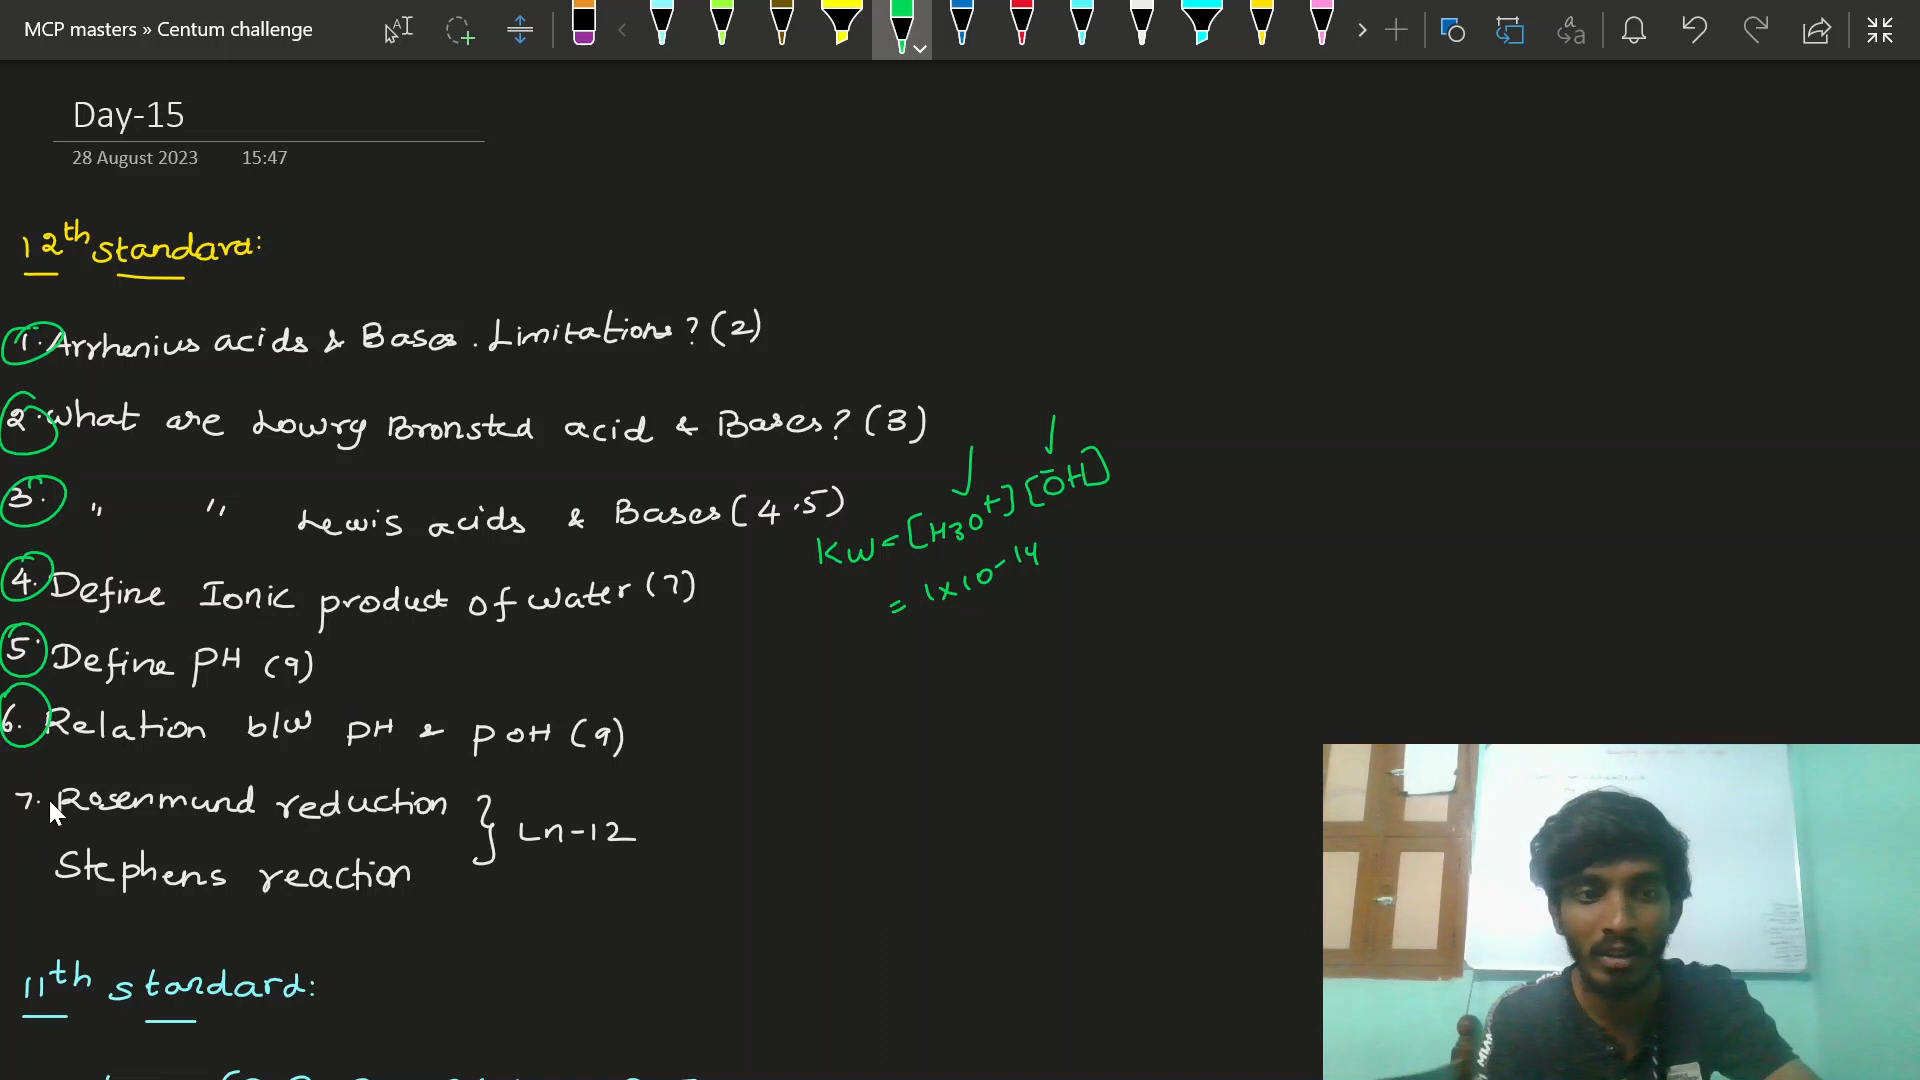 MCP masters » Centum challenge
Day-15
28 August 2023 15:47
12th standard:
1. Arrhenius acids & Bases. Limitations? (2)
2. What are Lowry Bronsted acid & Bases? (3)
3. " " Lewis acids & Bases (4.5)
Kw = [H3O+] [OH]
= 1x10-14
4. Define Ionic product of water (7)
5. Define PH (9)
6. Relation b/w PH & POH (9)
7. Rosenmund reduction
Stephens reaction } Ln-12
11th standard: